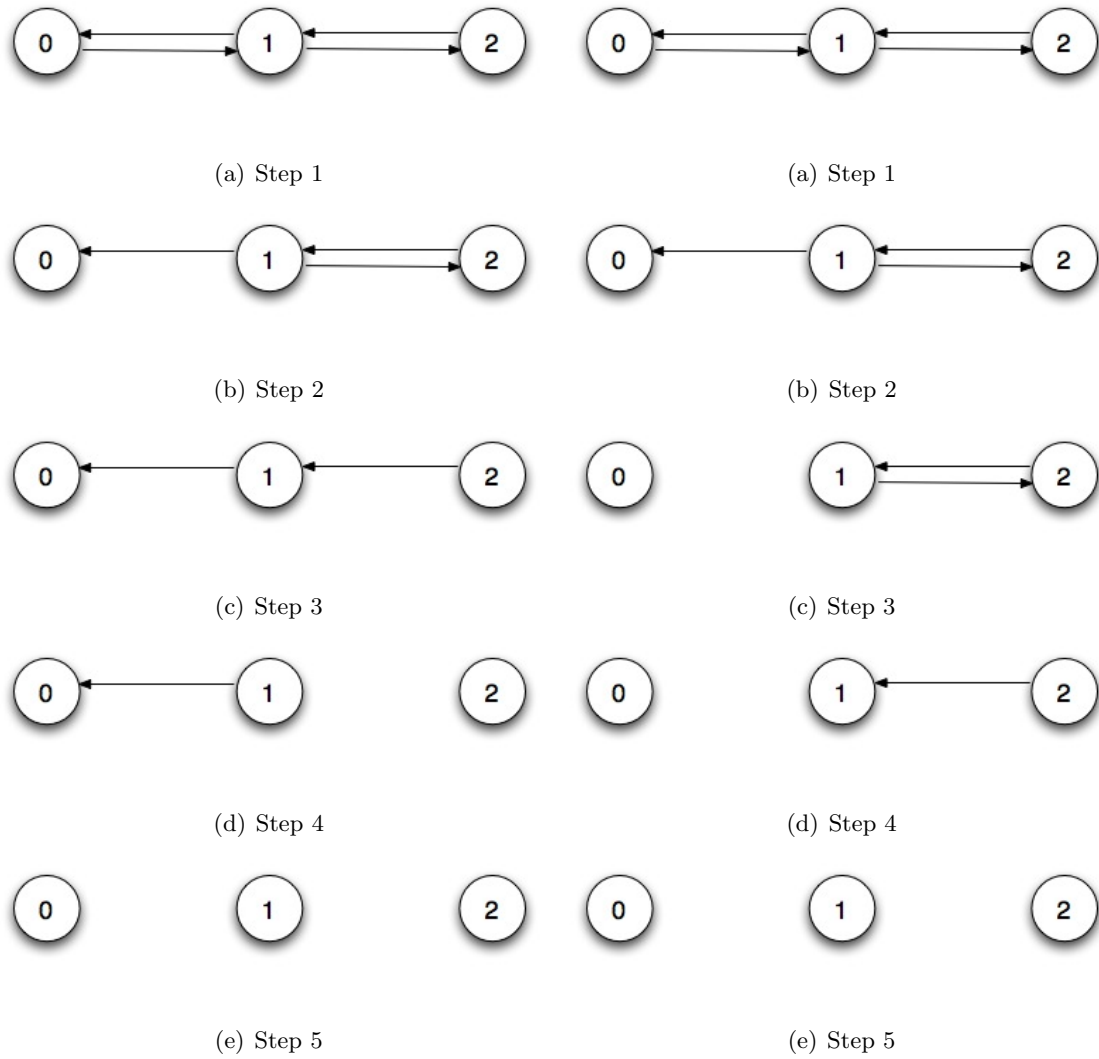 0 1 2 0 1 2
(a) Step 1 (a) Step 1
0 1 2 0 1 2
(b) Step 2 (b) Step 2
0 1 2 0 1 2
(c) Step 3 (c) Step 3
0 1 2 0 1 2
(d) Step 4 (d) Step 4
0 1 2 0 1 2
(e) Step 5 (e) Step 5